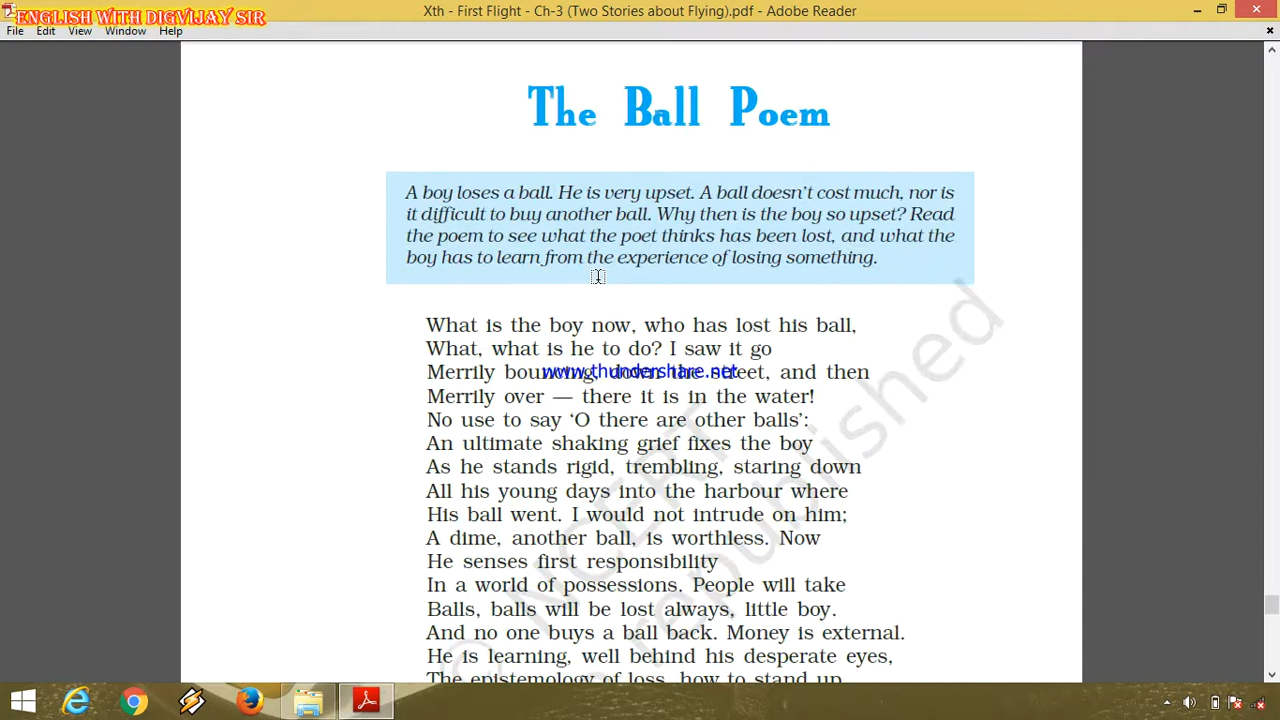 ENGLISH WITH DIGVIJAY SIR
Xth - First Flight - Ch-3 (Two Stories about Flying).pdf - Adobe Reader
File Edit View Window Help
The Ball Poem
A boy loses a ball. He is very upset. A ball doesn't cost much, nor is
it difficult to buy another ball. Why then is the boy so upset? Read
the poem to see what the poet thinks has been lost, and what the
boy has to learn from the experience of losing something.
What is the boy now, who has lost his ball,
What, what is he to do? I saw it go
Merrily bouncing, down the street, and then
www.thundershare.net
Merrily over — there it is in the water!
No use to say ‘O there are other balls’:
An ultimate shaking grief fixes the boy
As he stands rigid, trembling, staring down
All his young days into the harbour where
His ball went. I would not intrude on him;
A dime, another ball, is worthless. Now
He senses first responsibility
In a world of possessions. People will take
Balls, balls will be lost always, little boy.
And no one buys a ball back. Money is external.
He is learning, well behind his desperate eyes,
The epistemology of loss, how to stand up
© NCERT
republished